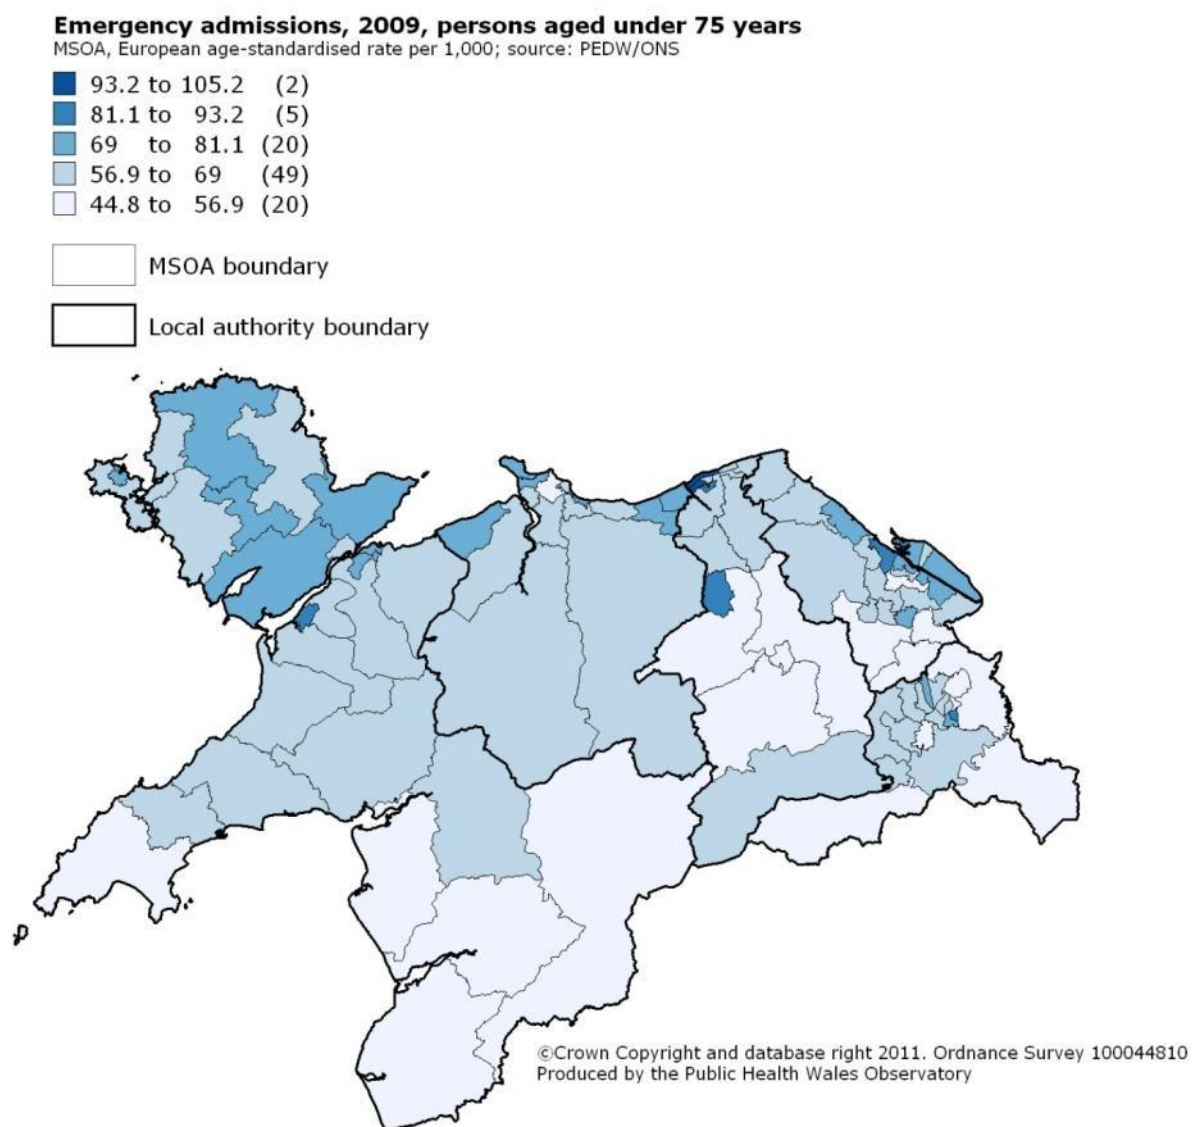 Emergency admissions, 2009, persons aged under 75 years
MSOA, European age-standardised rate per 1,000; source: PEDW/ONS
93.2 to 105.2 (2)
81.1 to 93.2 (5)
69 to 81.1 (20)
56.9 to 69 (49)
44.8 to 56.9 (20)
MSOA boundary
Local authority boundary
©Crown Copyright and database right 2011. Ordnance Survey 100044810
Produced by the Public Health Wales Observatory